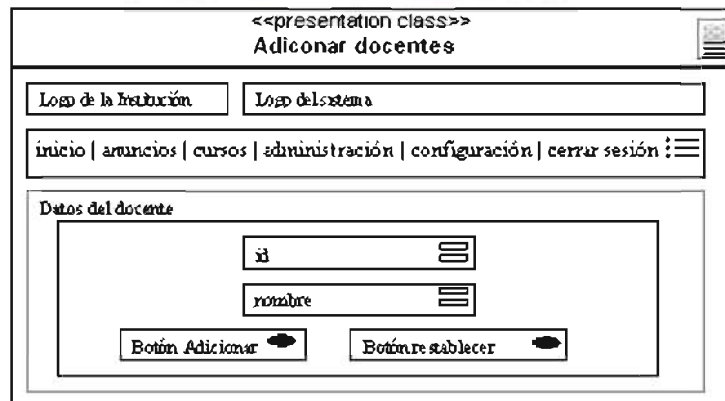 <<presentation class>>
Adiconar docentes
Logo de la Institución Logo del sistema
inicio | anuncios | cursos | administración | configuración | cerrar sesión
Datos del docente
id
nombre
Botón Adicionar Botón restablecer